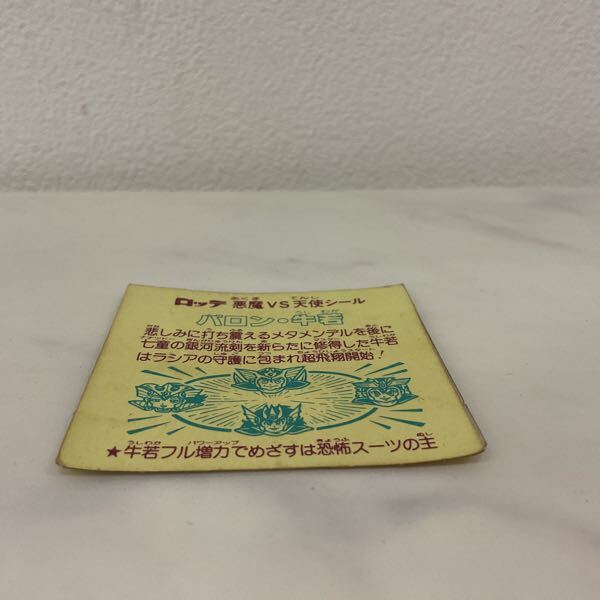 ロッテ 悪魔VS天使シール
バロン・牛若
悲しみに打ち震えるメタメンデルを後に
七童の銀河流剣を新らたに修得した牛若
はラシアの守護に包まれ超飛翔開始!
★牛若フル増力でめざすは恐怖スーツの主